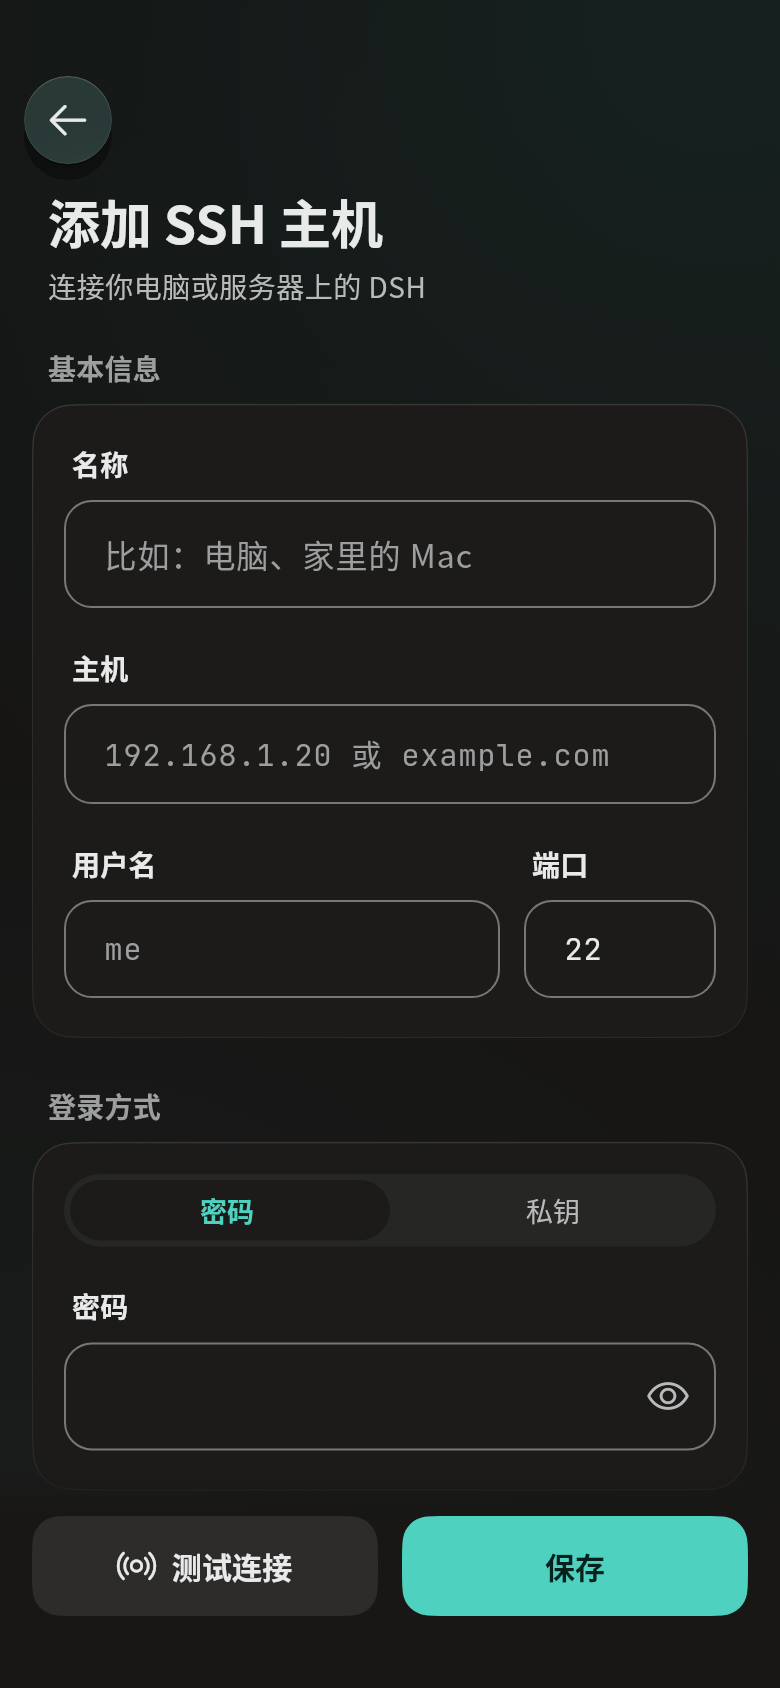 添加 SSH 主机
连接你电脑或服务器上的 DSH
基本信息
名称
比如：电脑、家里的 Mac
主机
192.168.1.20 或 example.com
用户名
端口
me
22
登录方式
密码
私钥
密码
测试连接
保存